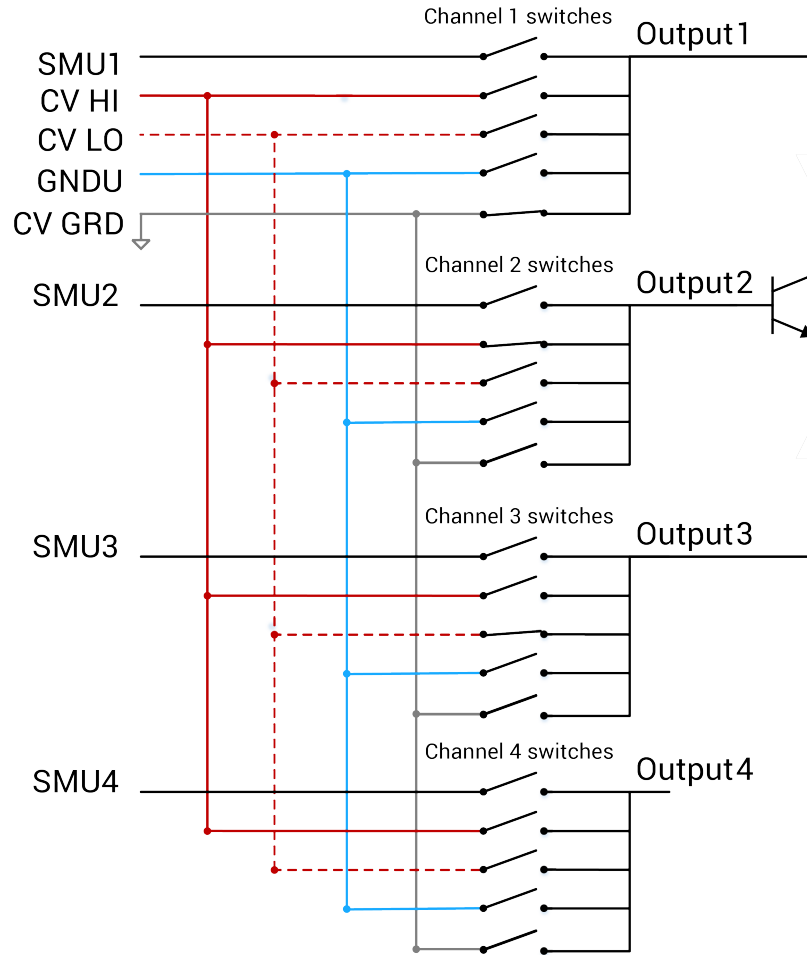 Channel 1 switches
Output1
SMU1
CV HI
CV LO
GNDU
CV GRD
Channel 2 switches
Output2
SMU2
Channel 3 switches
Output3
SMU3
Channel 4 switches
Output4
SMU4